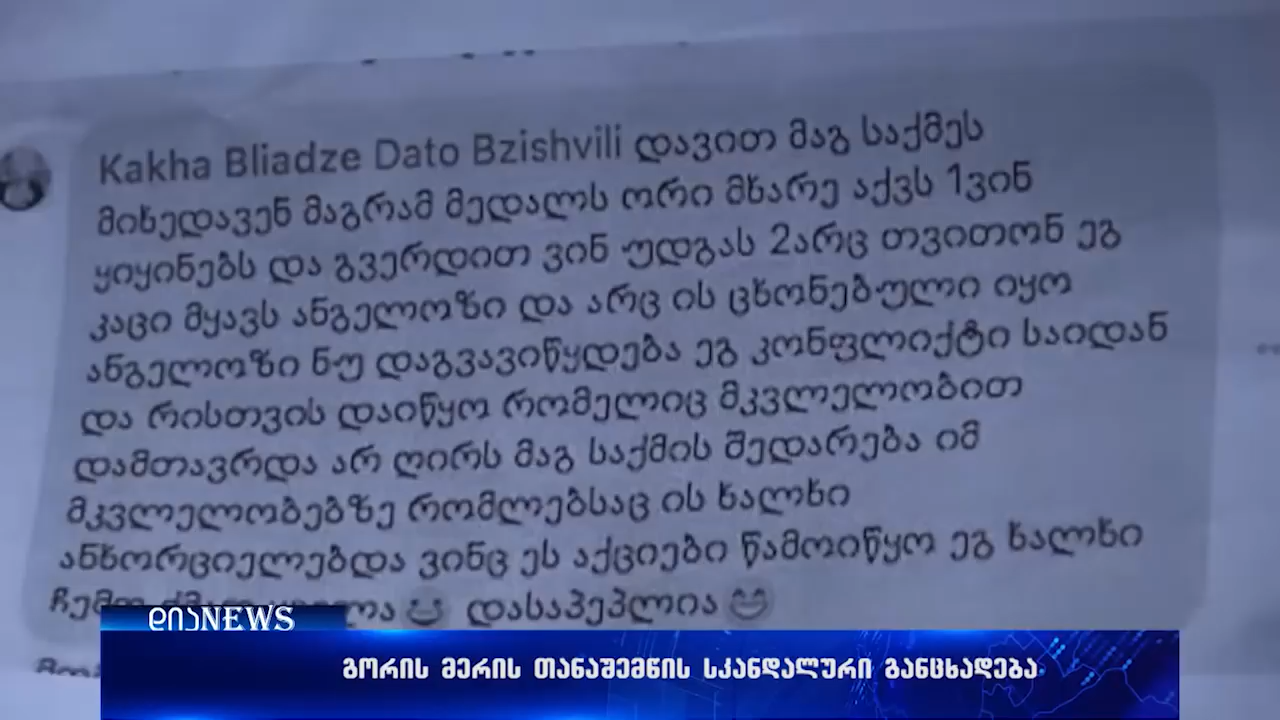 Kakha Bliadze Dato Bzishvili დავით მაგ საქმეს
მიხედავენ მაგრამ მედალს ორი მხარე აქვს 1ვინ
ყიყინებს და გვერდით ვინ უდგას 2არც თვითონ ეგ
კაცი მყავს ანგელოზი და არც ის ცხონებული იყო
ანგელოზი ნუ დაგვავიწყდება ეგ კონფლიქტი საიდან
და რისთვის დაიწყო რომელიც მკვლელობით
დამთავრდა არ ღირს მაგ საქმის შედარება იმ
მკვლელობებზე რომლებსაც ის ხალხი
ანხორციელებდა ვინც ეს აქციები წამოიწყო ეგ ხალხი
😅 დასაჰეპლია 😅
დიაNEWS
გორის მერის თანაშემწის სკანდალური განცხადება